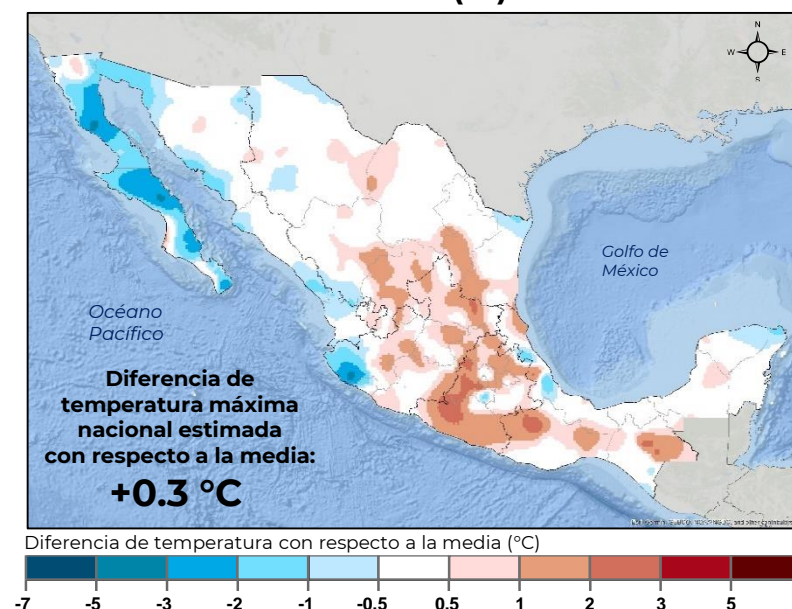 N
W
E
S
Golfo de
México
Océano
Pacífico
Diferencia de
temperatura máxima
nacional estimada
con respecto a la media:
+0.3 °C
Diferencia de temperatura con respecto a la media (°C)
-7 -5 -3 -2 -1 -0.5 0.5 1 2 3 5